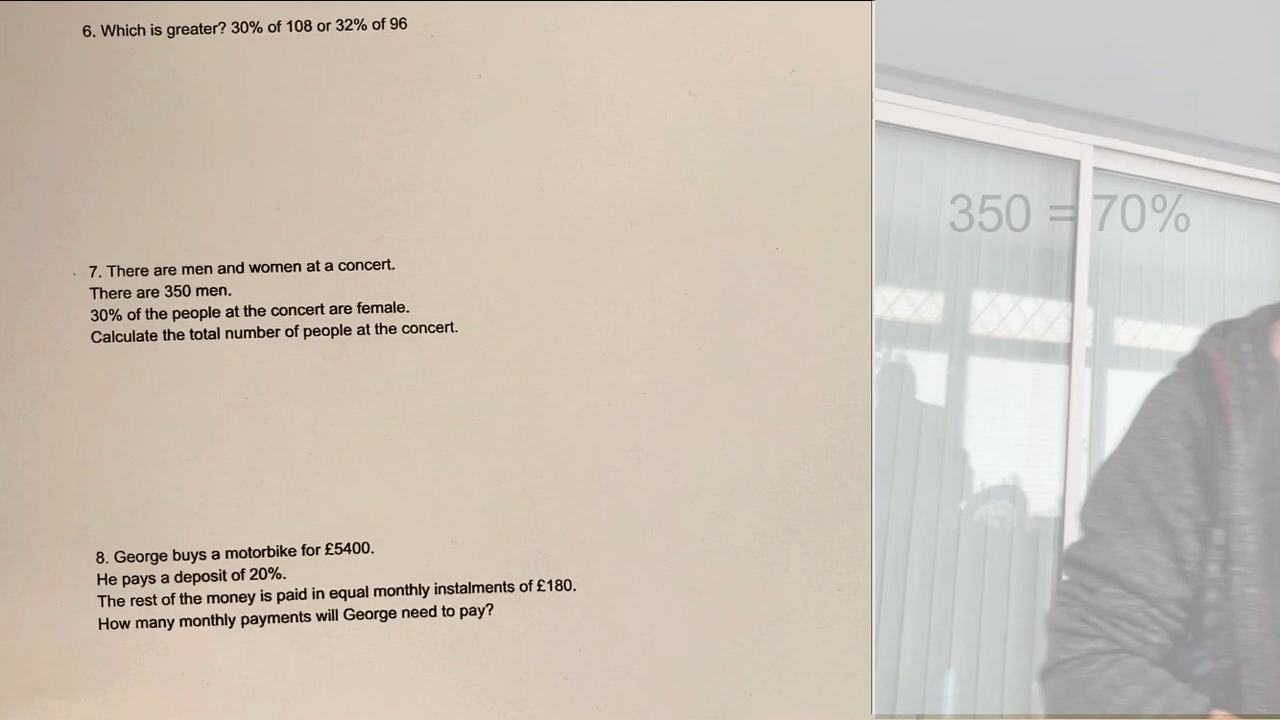 6. Which is greater? 30% of 108 or 32% of 96
7. There are men and women at a concert.
There are 350 men.
30% of the people at the concert are female.
Calculate the total number of people at the concert.
8. George buys a motorbike for £5400.
He pays a deposit of 20%.
The rest of the money is paid in equal monthly instalments of £180.
How many monthly payments will George need to pay?
350 = 70%